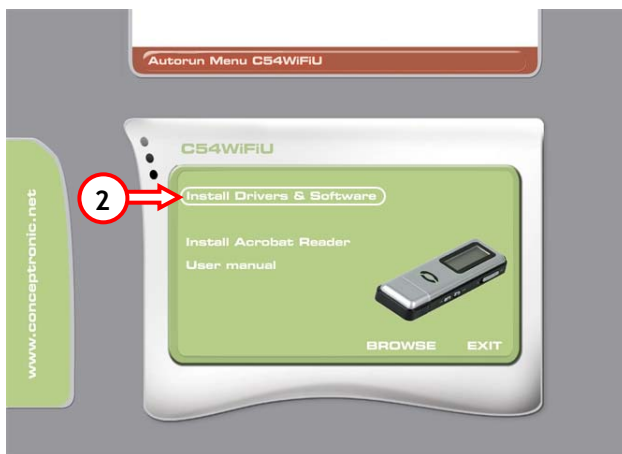 Autorun Menu C54WiFiU
C54WiFiU
2
Install Drivers & Software
Install Acrobat Reader
User manual
BROWSE EXIT
www.conceptronic.net